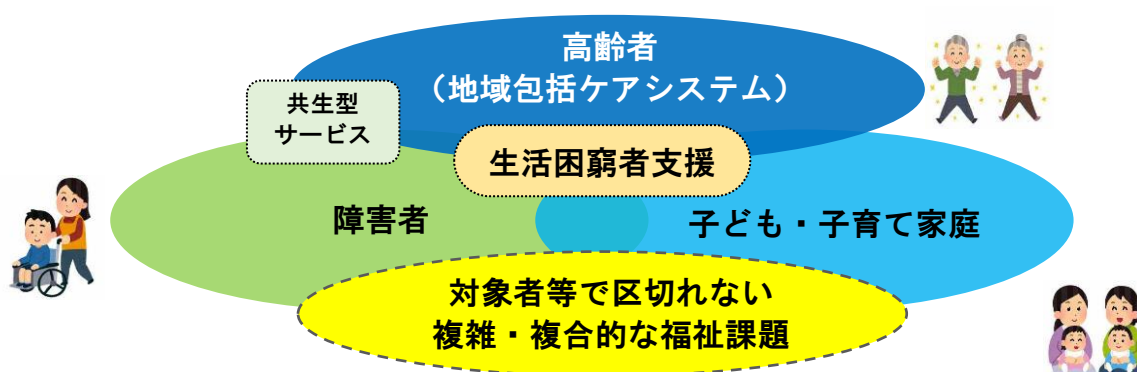 高齢者
（地域包括ケアシステム）
共生型
サービス
生活困窮者支援
障害者
子ども・子育て家庭
対象者等で区切れない
複雑・複合的な福祉課題